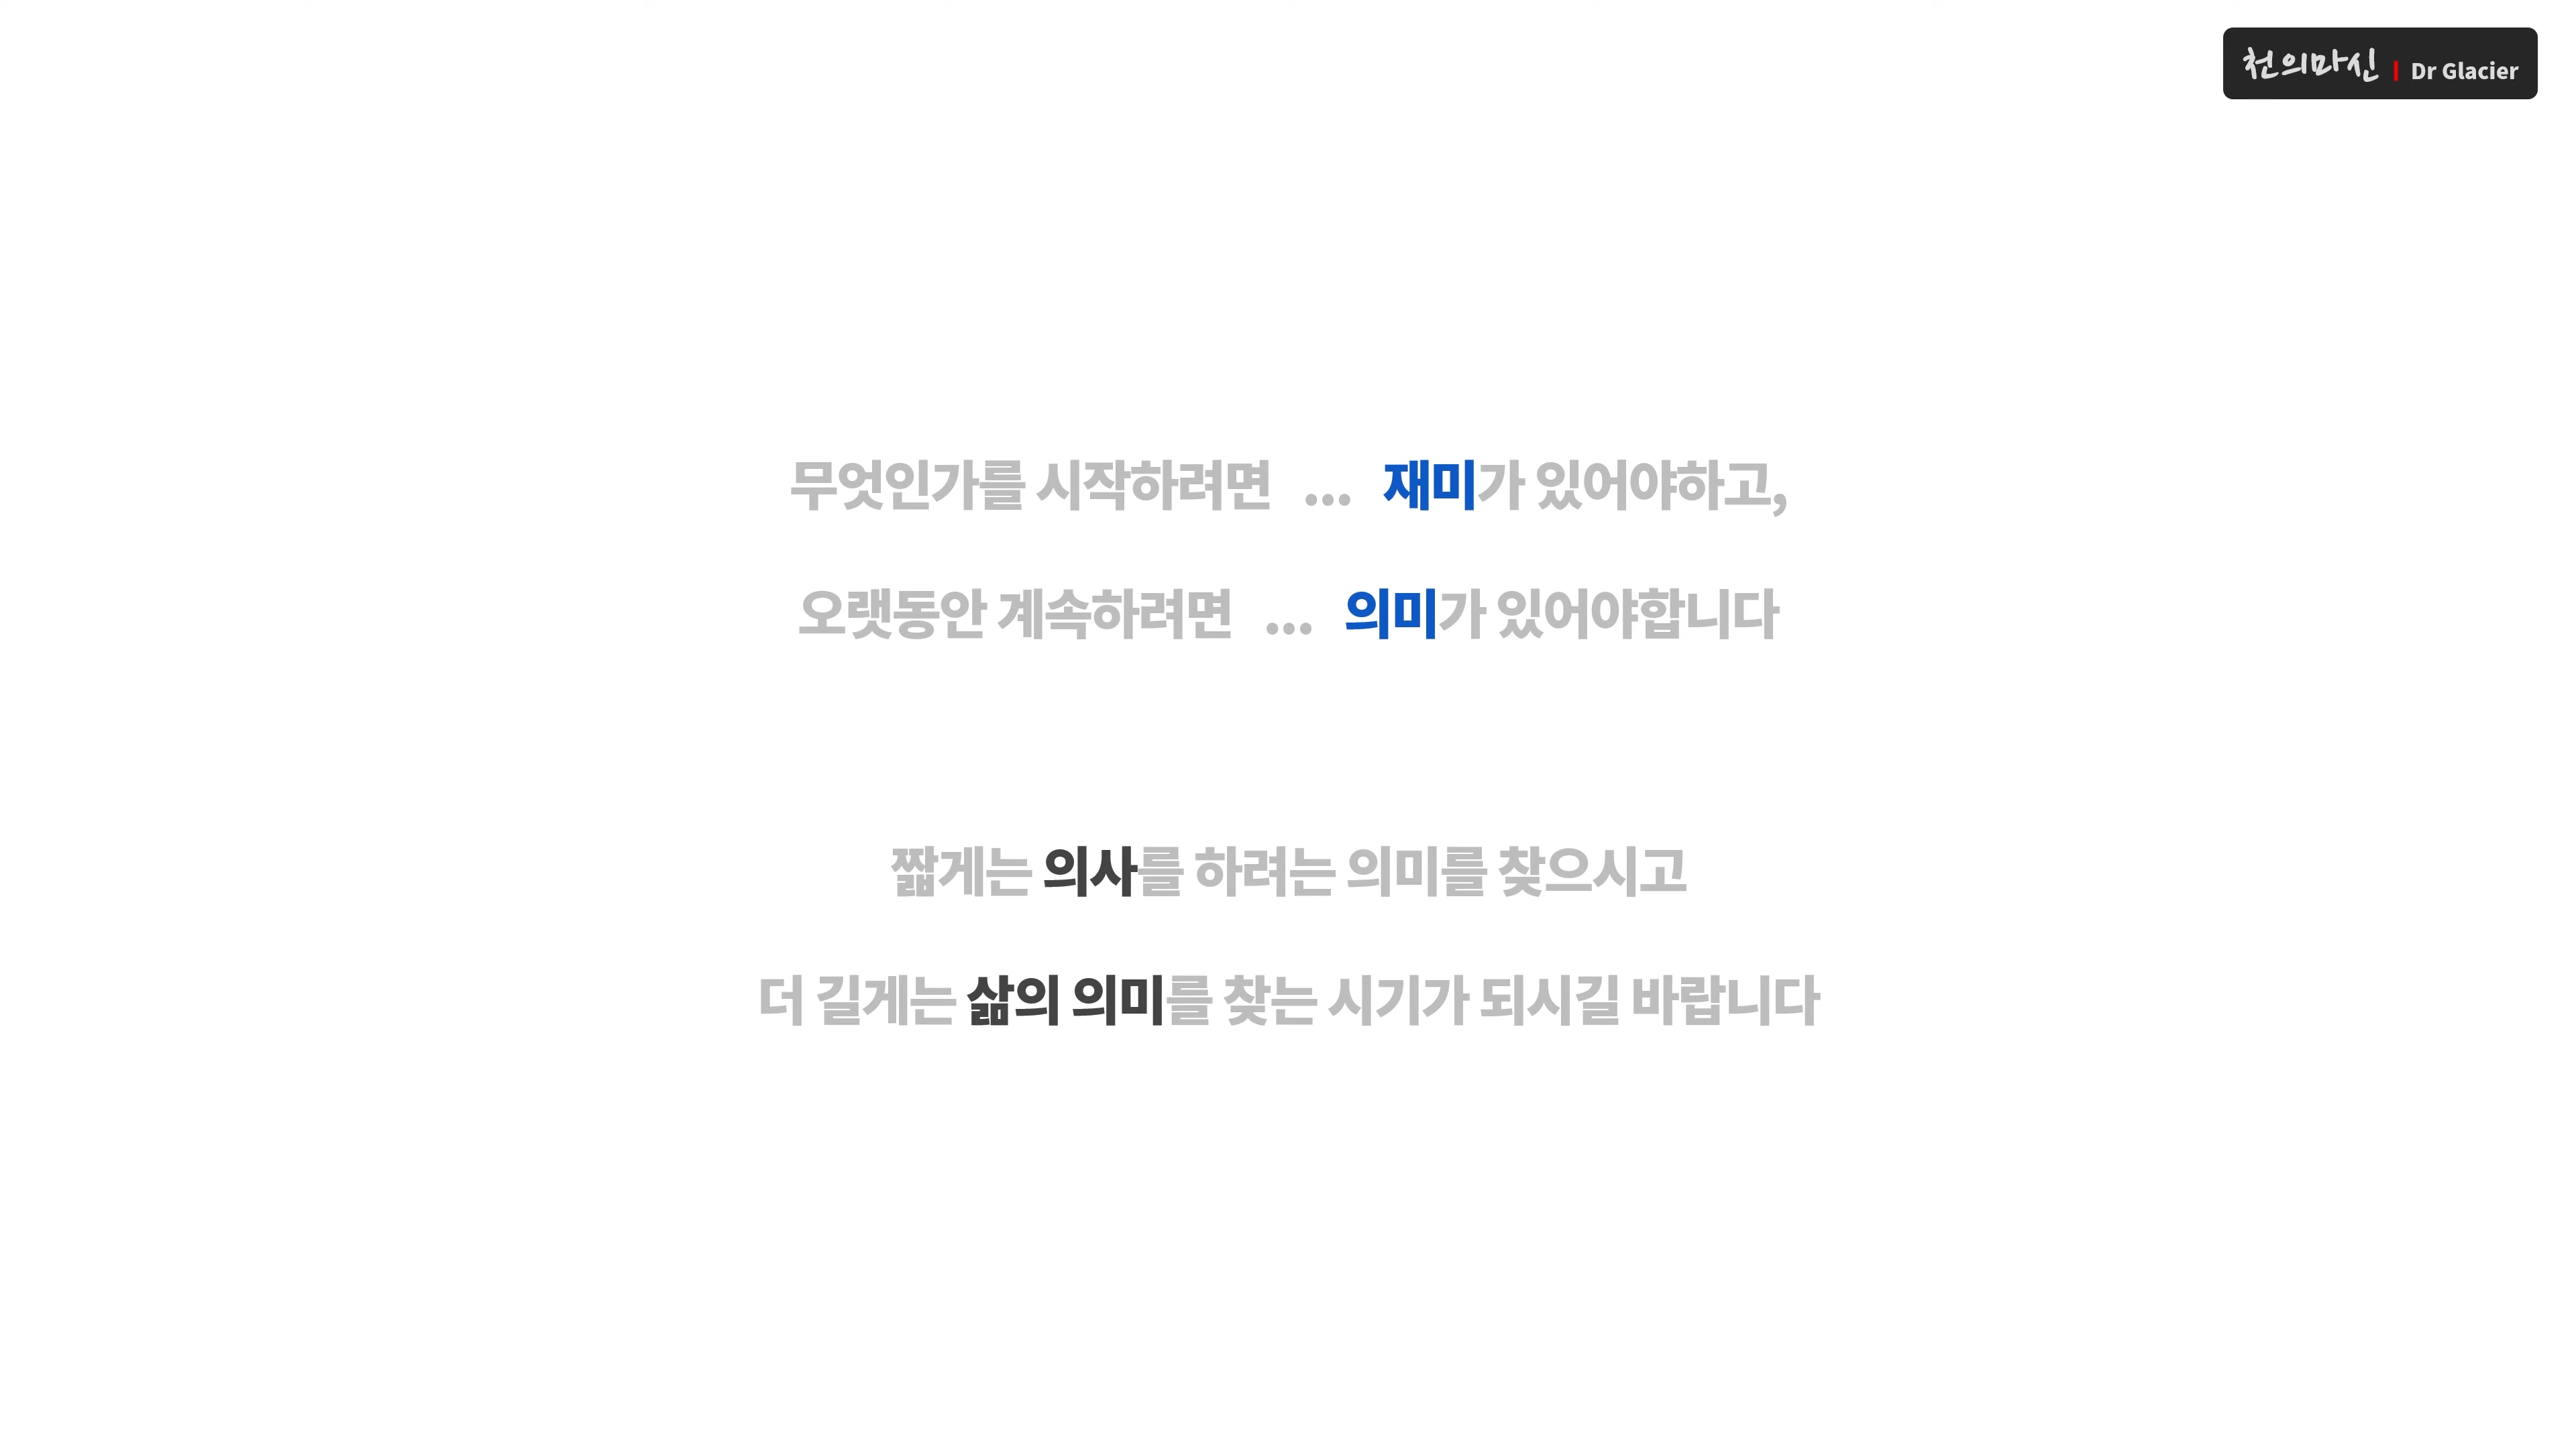 천의마신 | Dr Glacier
무엇인가를 시작하려면 ... 재미가 있어야하고,
오랫동안 계속하려면 ... 의미가 있어야합니다
짧게는 의사를 하려는 의미를 찾으시고
더 길게는 삶의 의미를 찾는 시기가 되시길 바랍니다